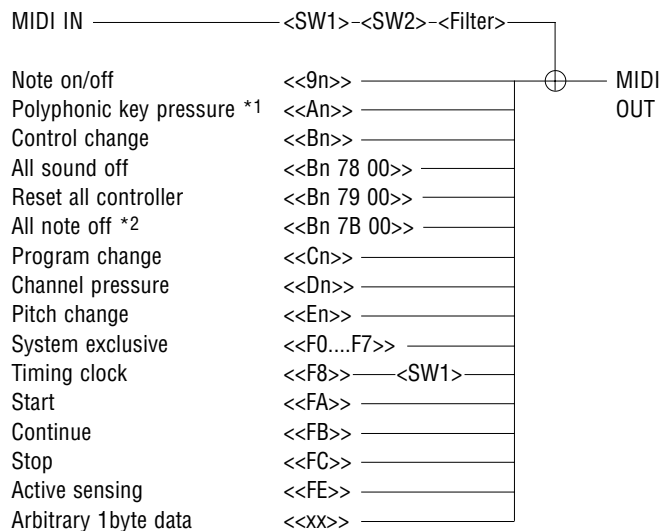 MIDI IN <SW1> <SW2> <Filter>
Note on/off <<9n>> MIDI
Polyphonic key pressure *1 <<An>> OUT
Control change <<Bn>>
All sound off <<Bn 78 00>>
Reset all controller <<Bn 79 00>>
All note off *2 <<Bn 7B 00>>
Program change <<Cn>>
Channel pressure <<Dn>>
Pitch change <<En>>
System exclusive <<F0....F7>>
Timing clock <<F8>> <SW1>
Start <<FA>>
Continue <<FB>>
Stop <<FC>>
Active sensing <<FE>>
Arbitrary 1byte data <<xx>>